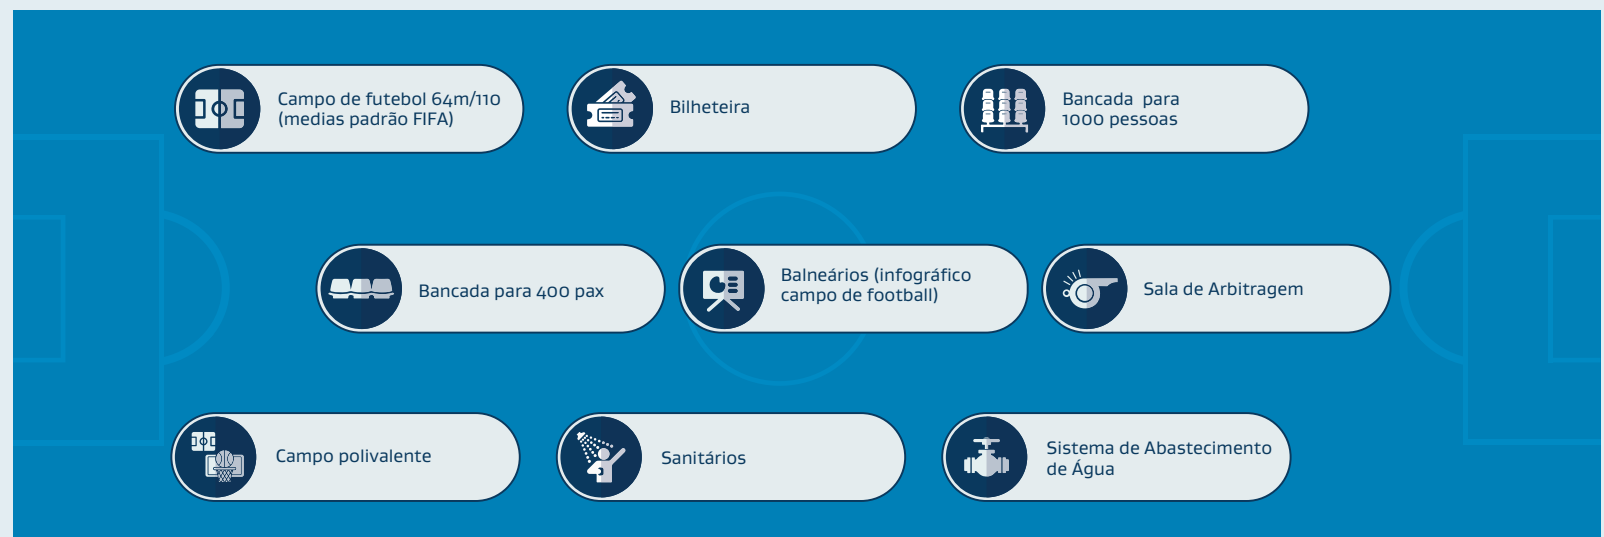 Campo de futebol 64m/110
(medias padrão FIFA)
Bilheteira
Bancada para
1000 pessoas
Bancada para 400 pax
Balneários (infográfico
campo de football)
Sala de Arbitragem
Campo polivalente
Sanitários
Sistema de Abastecimento
de Água